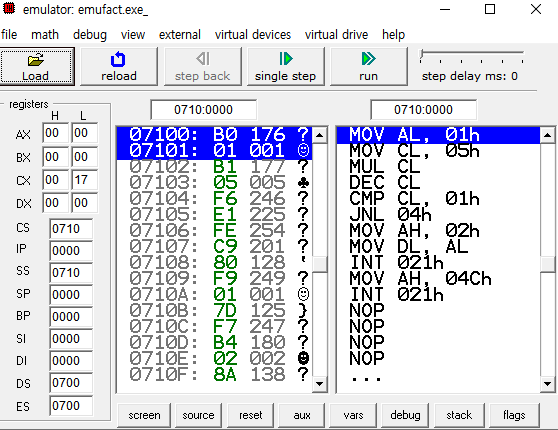 emulator: emufact.exe_
file math debug view external virtual devices virtual drive help
Load reload step back single step run step delay ms: 0
registers
H L
0710:0000 0710:0000
AX 00 00
BX 00 00
CX 00 17
DX 00 00
CS 0710
IP 0000
SS 0710
SP 0000
BP 0000
SI 0000
DI 0000
DS 0700
ES 0700
07100: B0 176 ?
07101: 01 001 ☺
07102: B1 177 ?
07103: 05 005 ♣
07104: F6 246 ?
07105: E1 225 ?
07106: FE 254 ?
07107: C9 201 ?
07108: 80 128 '
07109: F9 249 ?
0710A: 01 001 ☺
0710B: 7D 125 }
0710C: F7 247 ?
0710D: B4 180 ?
0710E: 02 002 ☻
0710F: 8A 138 ?
MOV AL, 01h
MOV CL, 05h
MUL CL
DEC CL
CMP CL, 01h
JNL 04h
MOV AH, 02h
MOV DL, AL
INT 021h
MOV AH, 04Ch
INT 021h
NOP
NOP
NOP
NOP
...
screen source reset aux vars debug stack flags